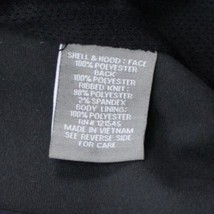 SHELL & HOOD: FACE
100% POLYESTER
BACK
100% POLYESTER
RIBBED KNIT:
98% POLYESTER
2% SPANDEX
BODY LINING:
100% POLYESTER
RN# 121545
MADE IN VIETNAM
SEE REVERSE SIDE
FOR CARE